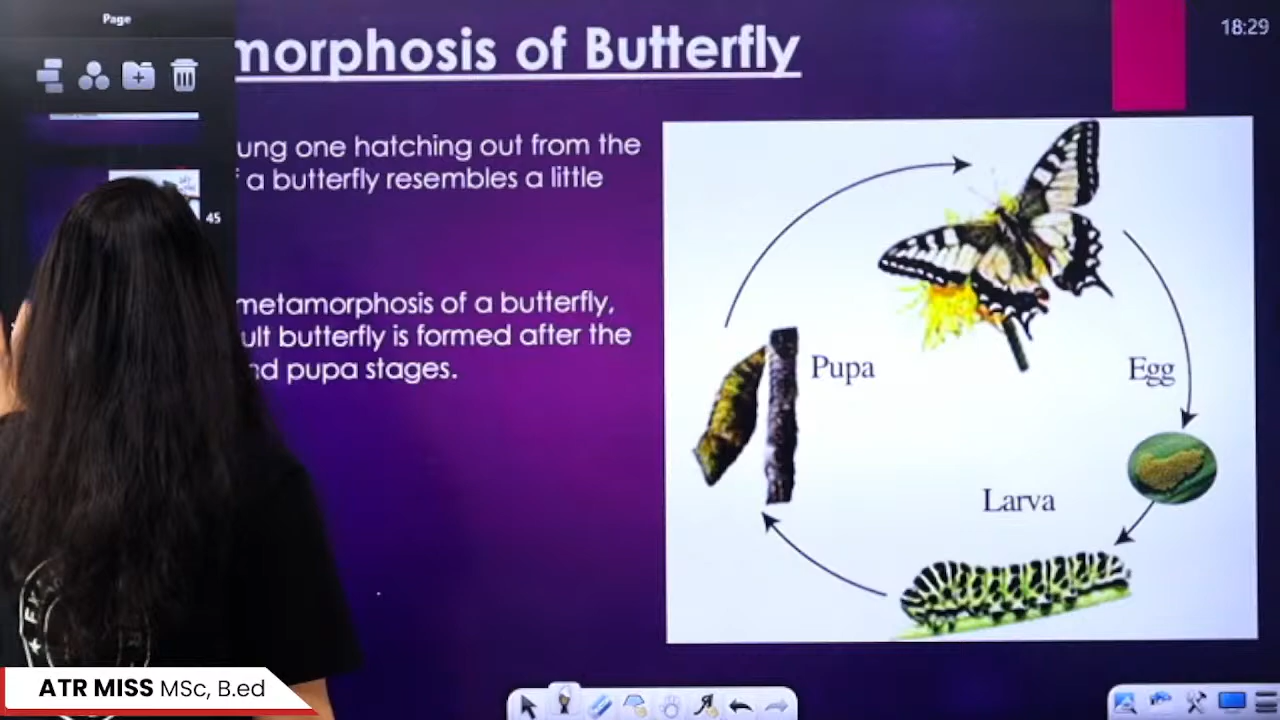 Page
morphosis of Butterfly
18:29
ung one hatching out from the
a butterfly resembles a little
45
metamorphosis of a butterfly,
ult butterfly is formed after the
nd pupa stages.
Pupa
Egg
Larva
ATR MISS MSc, B.ed